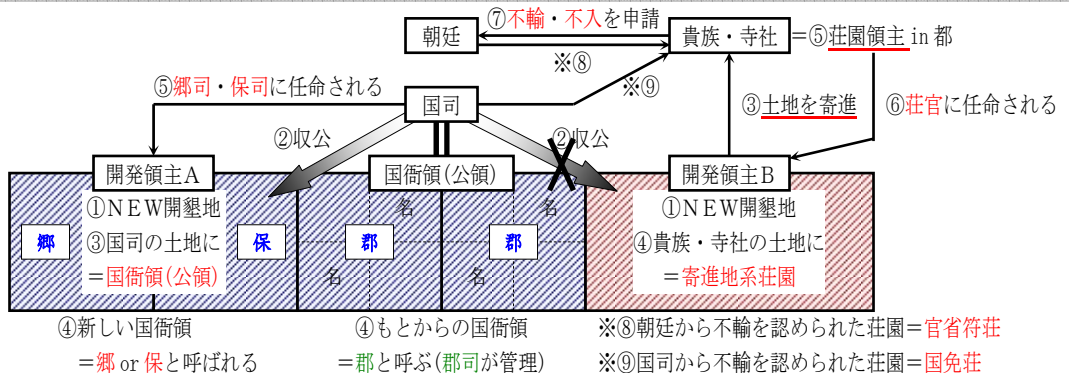 ⑦不輸・不入を申請
朝廷
貴族・寺社
＝⑤荘園領主 in 都
※⑧
※⑨
⑤郷司・保司に任命される
国司
③土地を寄進
⑥荘官に任命される
②収公
②収公
開発領主A
国衙領(公領)
開発領主B
①NEW開墾地
③国司の土地に
＝国衙領(公領)
郷
保
名
名
郡
郡
名
名
①NEW開墾地
④貴族・寺社の土地に
＝寄進地系荘園
④新しい国衙領
＝郷 or 保と呼ばれる
④もとからの国衙領
＝郡と呼ぶ(郡司が管理)
※⑧朝廷から不輸を認められた荘園＝官省符荘
※⑨国司から不輸を認められた荘園＝国免荘